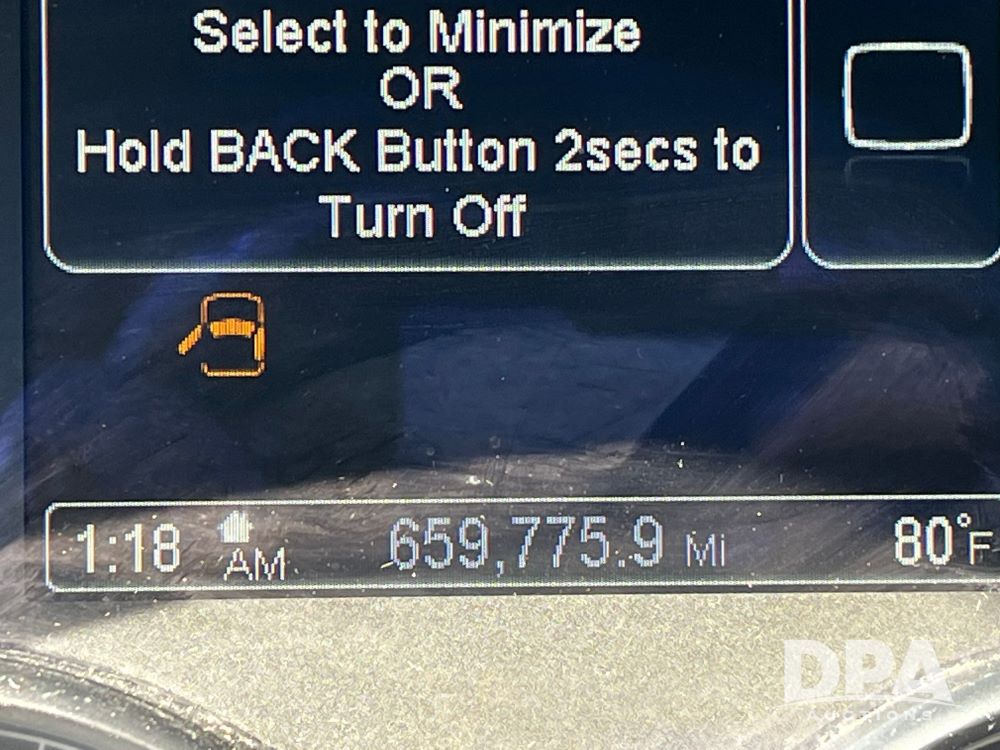 Select to Minimize
OR
Hold BACK Button 2secs to
Turn Off
1:18 AM 659,775.9 Mi 80°F
DPA
AUCTIONS